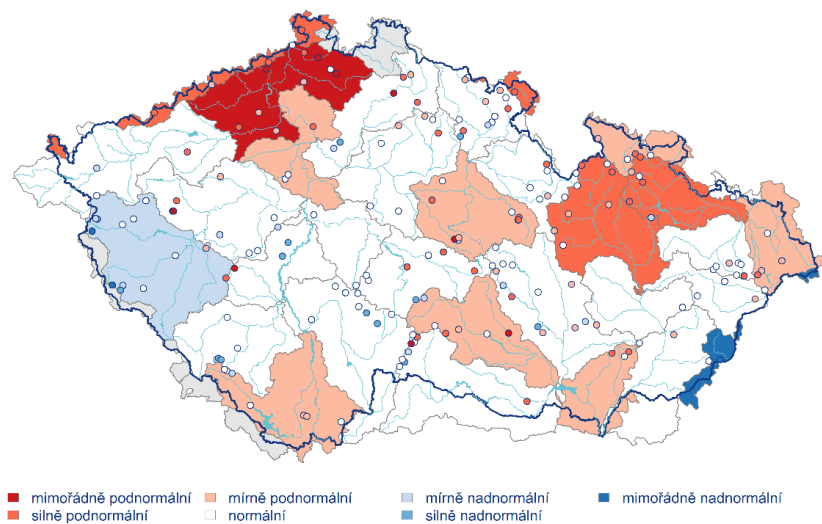 mimořádně podnormální
mírně podnormální
mírně nadnormální
mimořádně nadnormální
silně podnormální
normální
silně nadnormální